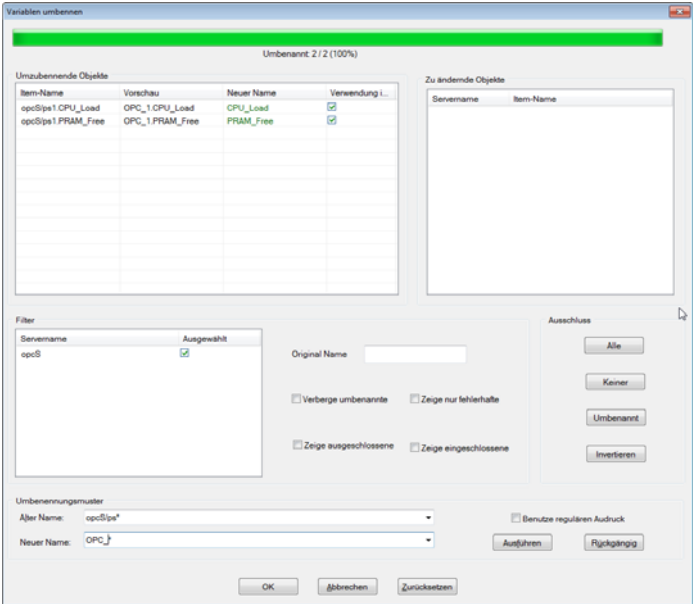 Variablen umbennen
Umbenannt: 2 / 2 (100%)
Umzubennende Objekte
Item-Name Vorschau Neuer Name Verwendung i...
opcS/ps1.CPU_Load OPC_1.CPU_Load CPU_Load
opcS/ps1.PRAM_Free OPC_1.PRAM_Free PRAM_Free
Zu ändernde Objekte
Servername Item-Name
Filter
Servername Ausgewählt
opcS
Original Name
Verberge umbenannte Zeige nur fehlerhafte
Zeige ausgeschlossene Zeige eingeschlossene
Ausschluss
Alle
Keiner
Umbenannt
Invertieren
Umbenennungsmuster
Alter Name: opcS/ps*
Benutze regulären Audruck
Neuer Name: OPC_*
Ausführen Rückgängig
OK Abbrechen Zurücksetzen